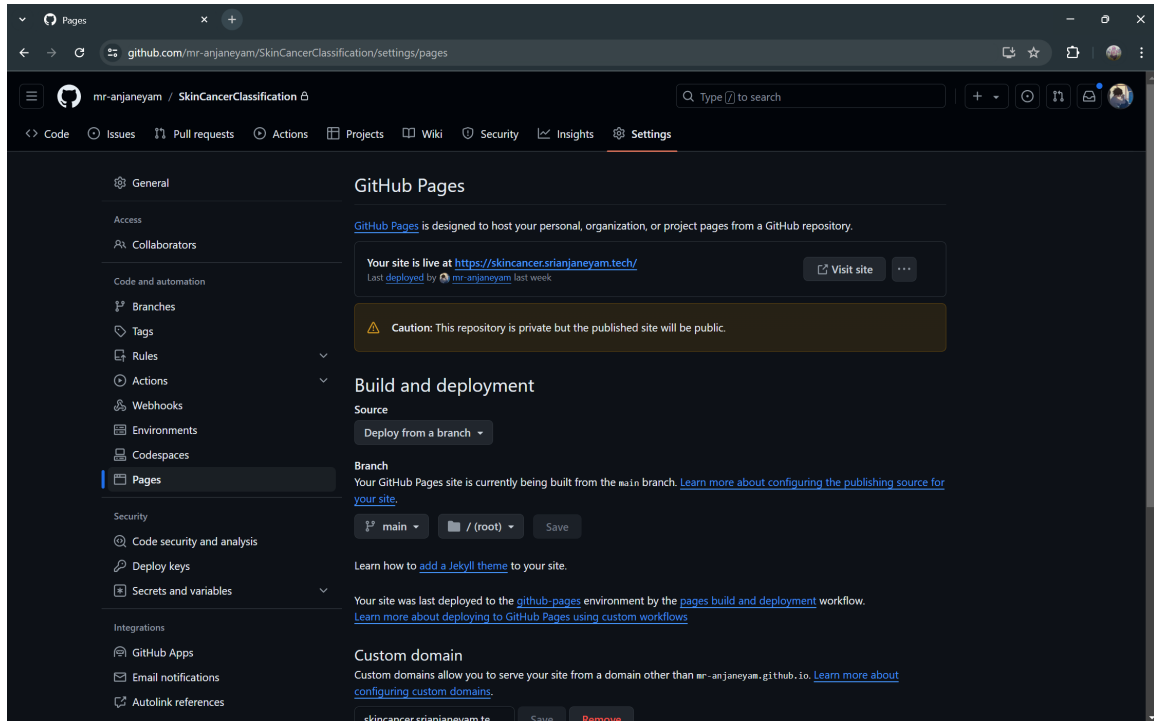 Pages
github.com/mr-anjaneyam/SkinCancerClassification/settings/pages
mr-anjaneyam / SkinCancerClassification
Type / to search
Code Issues Pull requests Actions Projects Wiki Security Insights Settings
General
Access
Collaborators
Code and automation
Branches
Tags
Rules
Actions
Webhooks
Environments
Codespaces
Pages
Security
Code security and analysis
Deploy keys
Secrets and variables
Integrations
GitHub Apps
Email notifications
Autolink references
GitHub Pages
GitHub Pages is designed to host your personal, organization, or project pages from a GitHub repository.
Your site is live at https://skincancer.srianjaneyam.tech/
Last deployed by mr-anjaneyam last week
Visit site
Caution: This repository is private but the published site will be public.
Build and deployment
Source
Deploy from a branch
Branch
Your GitHub Pages site is currently being built from the main branch. Learn more about configuring the publishing source for
your site.
main / (root) Save
Learn how to add a Jekyll theme to your site.
Your site was last deployed to the github-pages environment by the pages build and deployment workflow.
Learn more about deploying to GitHub Pages using custom workflows
Custom domain
Custom domains allow you to serve your site from a domain other than mr-anjaneyam.github.io. Learn more about
configuring custom domains.
skincancer.srianjaneyam.te Save Remove